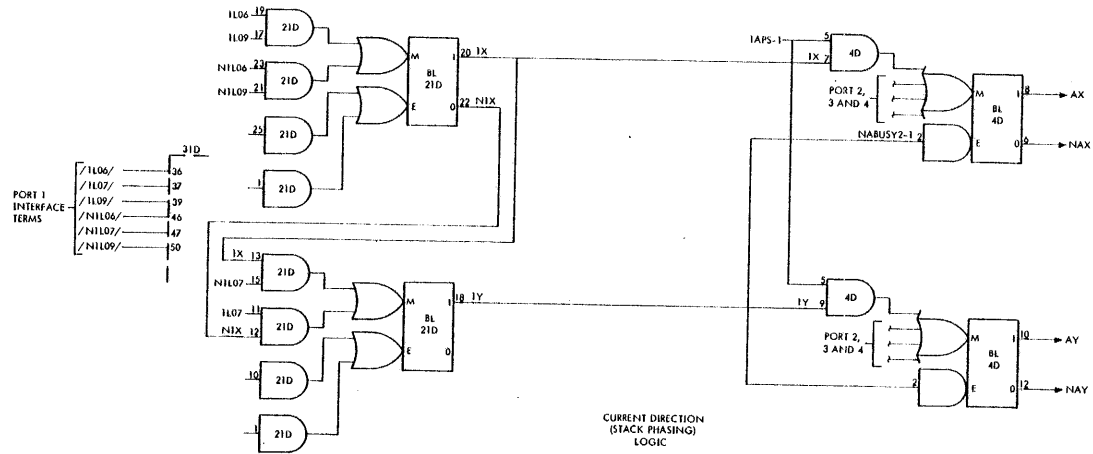 1L06 19
1L09 17
21D
N1L06 23
N1L09 21
21D
25
21D
1
21D
M
E
BL
21D
1
0
20 1X
22 N1X
31D
PORT 1
INTERFACE
TERMS
/1L06/ 36
/1L07/ 37
/1L09/ 39
/N1L06/ 46
/N1L07/ 47
/N1L09/ 50
1X 13
N1L07 15
21D
1L07 11
N1X 12
21D
10
21D
1
21D
M
E
BL
21D
1
0
18 1Y
1APS-1 5
1X 7
4D
PORT 2,
3 AND 4
NABUSY2-1 2
M
E
BL
4D
1
0
8 AX
6 NAX
5
1Y 9
4D
PORT 2,
3 AND 4
2
M
E
BL
4D
1
0
10 AY
12 NAY
CURRENT DIRECTION
(STACK PHASING)
LOGIC